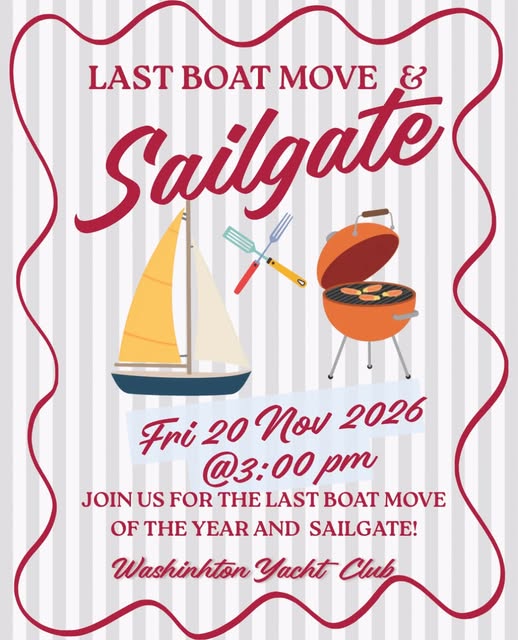 LAST BOAT MOVE &
Sailgate
Fri 20 Nov 2026
@3:00 pm
JOIN US FOR THE LAST BOAT MOVE
OF THE YEAR AND SAILGATE!
Washinhton Yacht Club